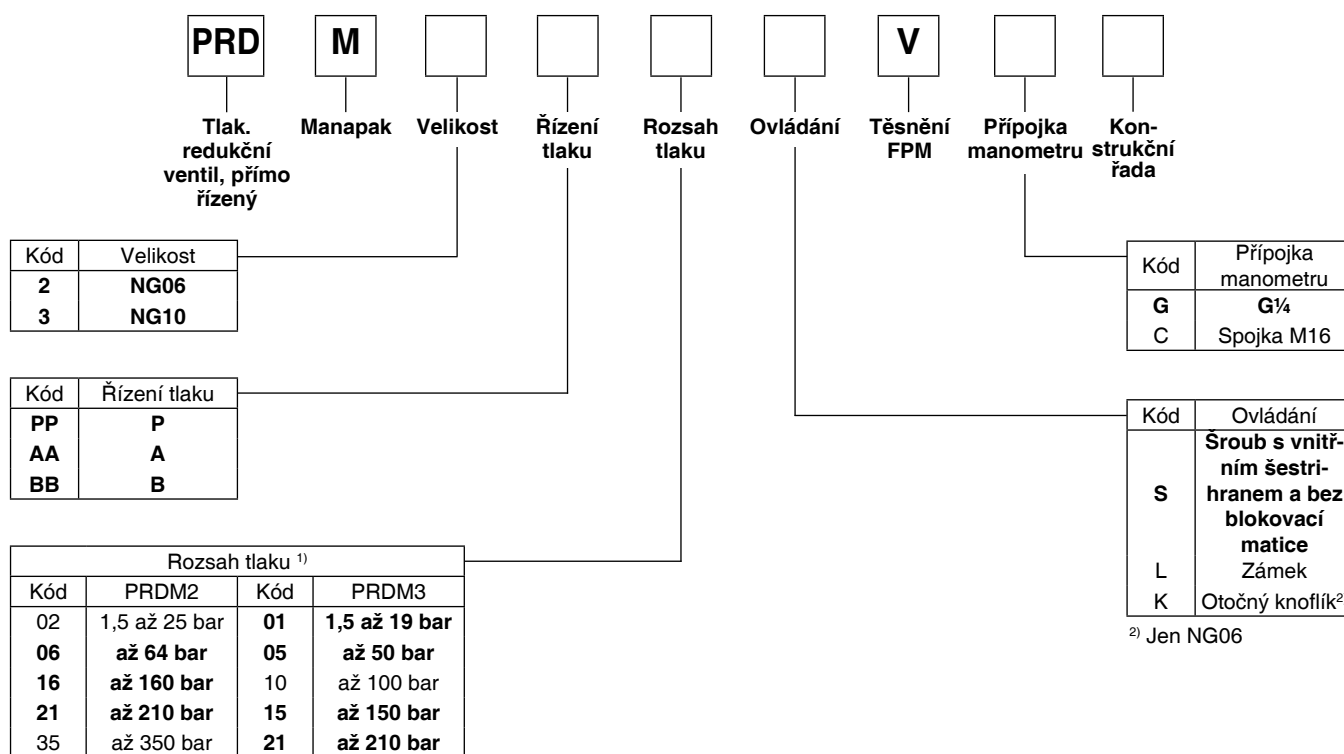 PRD M V
Tlak.
redukční
ventil, přímo
řízený
Manapak
Velikost
Řízení
tlaku
Rozsah
tlaku
Ovládání
Těsnění
FPM
Přípojka
manometru
Kon-
strukční
řada
Kód Velikost
2 NG06
3 NG10
Kód Řízení tlaku
PP P
AA A
BB B
Rozsah tlaku 1)
Kód PRDM2 Kód PRDM3
02 1,5 až 25 bar 01 1,5 až 19 bar
06 až 64 bar 05 až 50 bar
16 až 160 bar 10 až 100 bar
21 až 210 bar 15 až 150 bar
35 až 350 bar 21 až 210 bar
Kód Přípojka
manometru
G G¼
C Spojka M16
Kód Ovládání
S Šroub s vnitř-
ním šestri-
hranem a bez
blokovací
matice
L Zámek
K Otočný knoflík2
2) Jen NG06